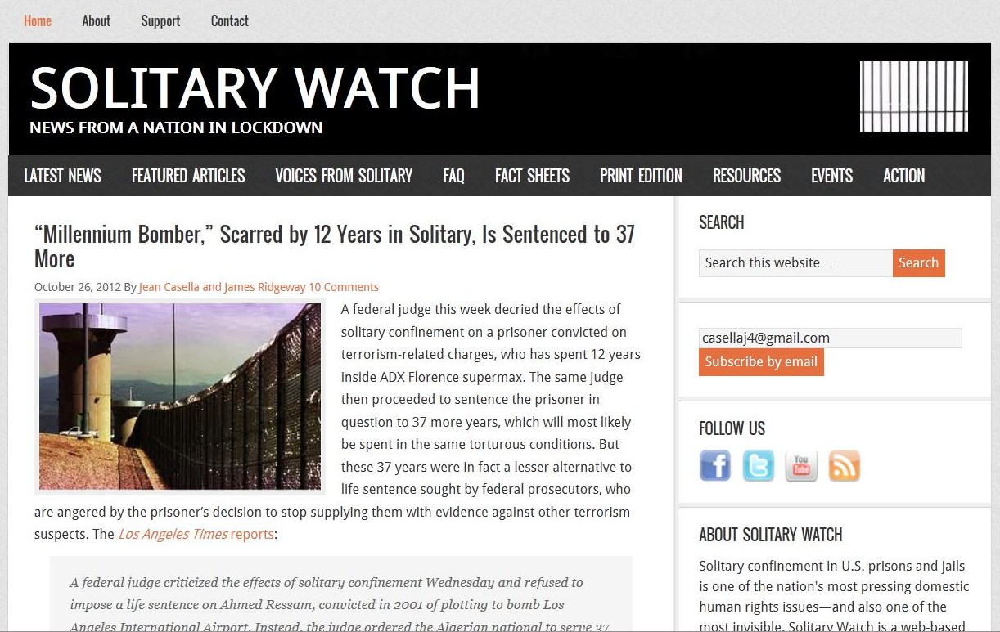 Home About Support Contact
SOLITARY WATCH
NEWS FROM A NATION IN LOCKDOWN
LATEST NEWS FEATURED ARTICLES VOICES FROM SOLITARY FAQ FACT SHEETS PRINT EDITION RESOURCES EVENTS ACTION
“Millennium Bomber,” Scarred by 12 Years in Solitary, Is Sentenced to 37
More
October 26, 2012 By Jean Casella and James Ridgeway 10 Comments
A federal judge this week decried the effects of
solitary confinement on a prisoner convicted on
terrorism-related charges, who has spent 12 years
inside ADX Florence supermax. The same judge
then proceeded to sentence the prisoner in
question to 37 more years, which will most likely
be spent in the same torturous conditions. But
these 37 years were in fact a lesser alternative to
life sentence sought by federal prosecutors, who
are angered by the prisoner’s decision to stop supplying them with evidence against other terrorism
suspects. The Los Angeles Times reports:
A federal judge criticized the effects of solitary confinement Wednesday and refused to
impose a life sentence on Ahmed Ressam, convicted in 2001 of plotting to bomb Los
Angeles International Airport. Instead, the judge ordered the Algerian national to serve 37
SEARCH
Search this website … Search
casellaj4@gmail.com
Subscribe by email
FOLLOW US
You Tube
ABOUT SOLITARY WATCH
Solitary confinement in U.S. prisons and jails
is one of the nation's most pressing domestic
human rights issues—and also one of the
most invisible. Solitary Watch is a web-based